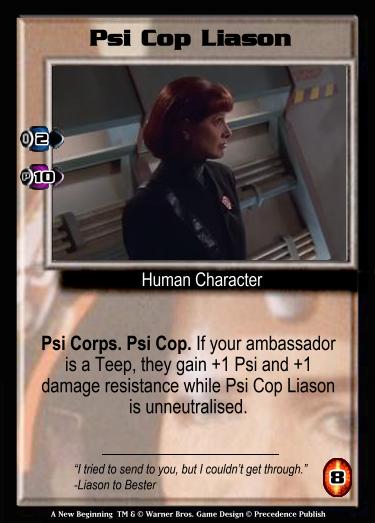 Psi Cop Liason
2
10
Human Character
Psi Corps. Psi Cop. If your ambassador
is a Teep, they gain +1 Psi and +1
damage resistance while Psi Cop Liason
is unneutralised.
"I tried to send to you, but I couldn't get through."
-Liason to Bester
8
A New Beginning TM & © Warner Bros. Game Design © Precedence Publish